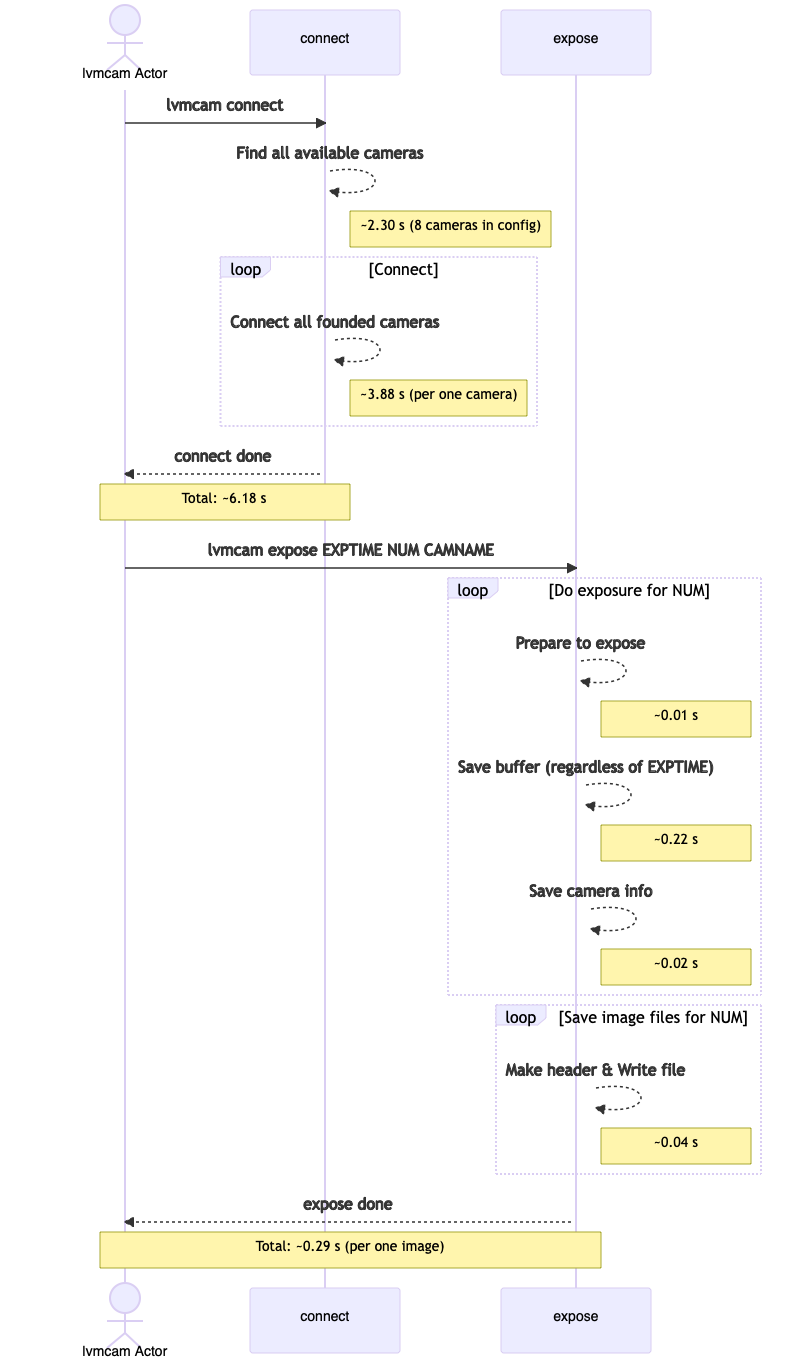 connect
expose
lvmcam Actor
lvmcam connect
Find all available cameras
~2.30 s (8 cameras in config)
loop
[Connect]
Connect all founded cameras
~3.88 s (per one camera)
connect done
Total: ~6.18 s
lvmcam expose EXPTIME NUM CAMNAME
loop
[Do exposure for NUM]
Prepare to expose
~0.01 s
Save buffer (regardless of EXPTIME)
~0.22 s
Save camera info
~0.02 s
loop
[Save image files for NUM]
Make header & Write file
~0.04 s
expose done
Total: ~0.29 s (per one image)
connect
expose
lvmcam Actor